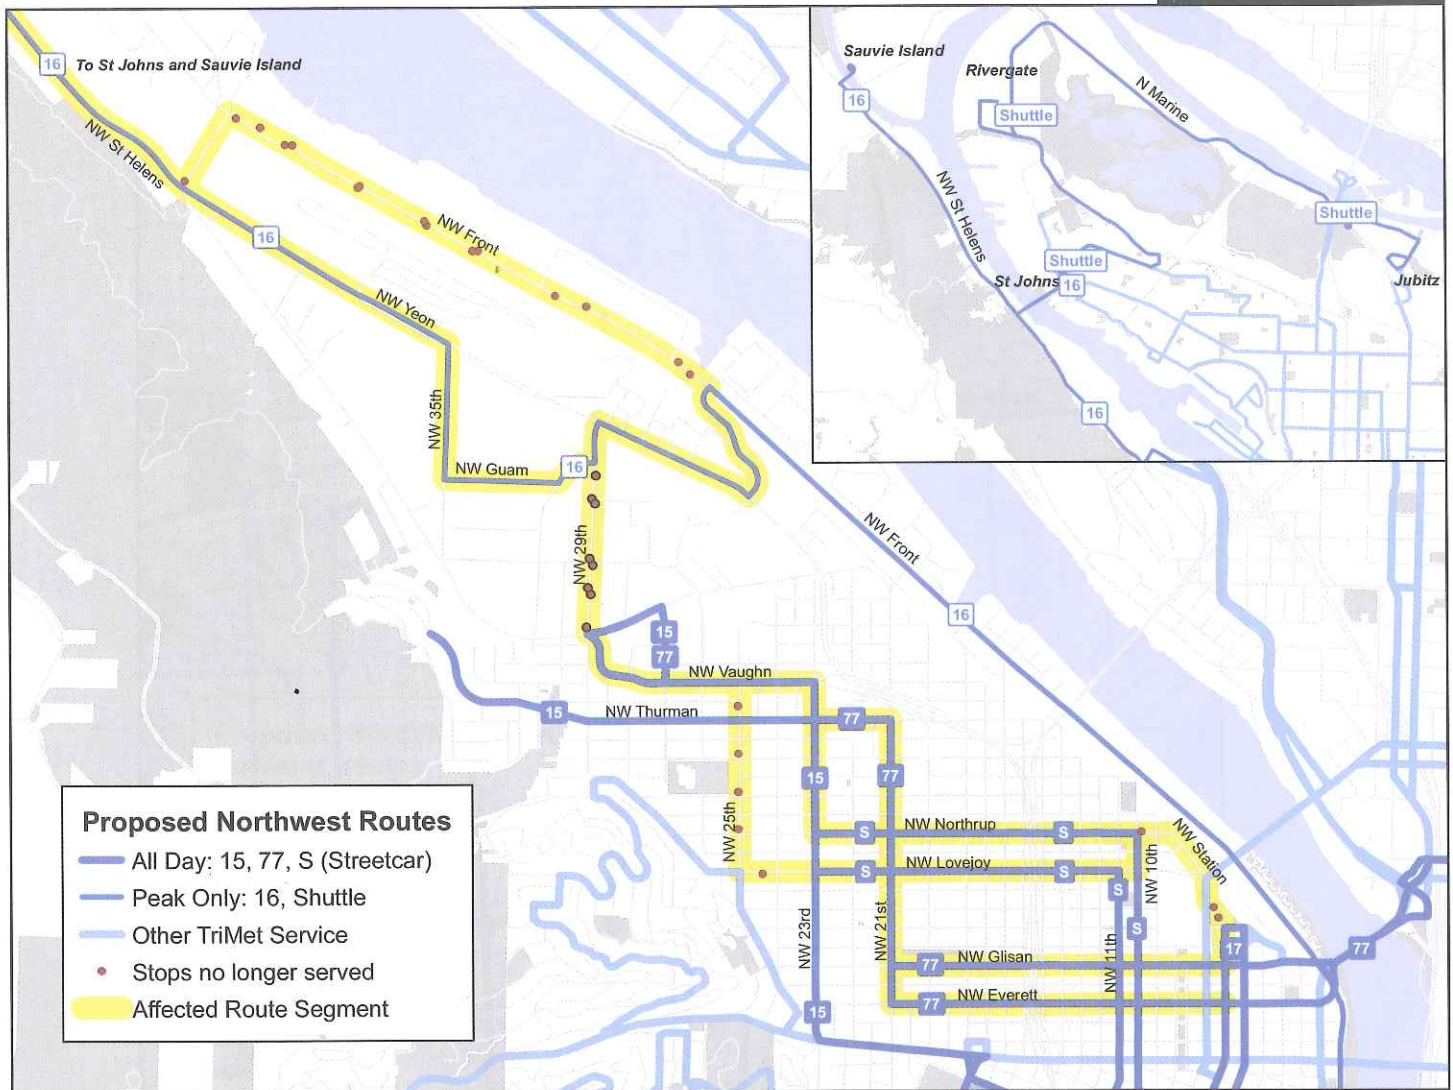 16
To St Johns and Sauvie Island
NW St Helens
16
NW Front
NW Yeon
NW 35th
NW Guam
16
NW 29th
NW Front
16
15
77
NW Vaughn
15
NW Thurman
77
15
77
NW 25th
S
NW Northrup
S
NW Station
S
NW Lovejoy
S
S
NW 10th
S
NW 23rd
NW 21st
NW 11th
17
77
77
NW Glisan
77
NW Everett
15
Sauvie Island
16
Rivergate
Shuttle
N Marine
NW St Helens
Shuttle
Shuttle
St Johns
16
Jubitz
16
Proposed Northwest Routes
All Day: 15, 77, S (Streetcar)
Peak Only: 16, Shuttle
Other TriMet Service
Stops no longer served
Affected Route Segment